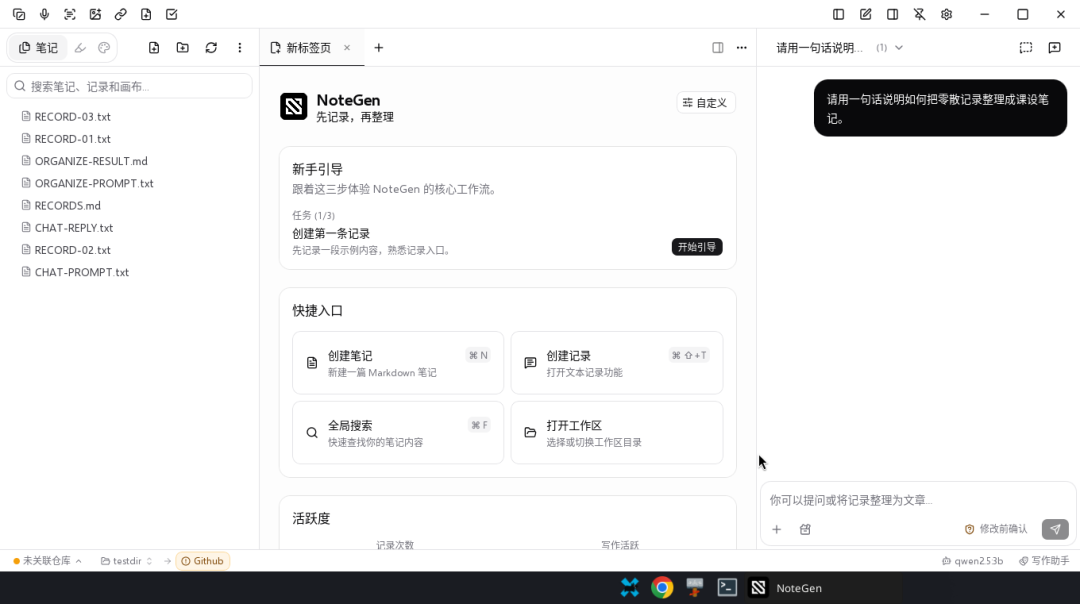 笔记
新标签页
请用一句话说明... (1)
搜索笔记、记录和画布...
RECORD-03.txt
RECORD-01.txt
ORGANIZE-RESULT.md
ORGANIZE-PROMPT.txt
RECORDS.md
CHAT-REPLY.txt
RECORD-02.txt
CHAT-PROMPT.txt
NoteGen
先记录，再整理
自定义
新手引导
跟着这三步体验 NoteGen 的核心工作流。
任务 (1/3)
创建第一条记录
先记录一段示例内容，熟悉记录入口。
开始引导
快捷入口
创建笔记 ⌘ N
新建一篇 Markdown 笔记
创建记录 ⌘ ⇧+T
打开文本记录功能
全局搜索 ⌘ F
快速查找你的笔记内容
打开工作区
选择或切换工作区目录
活跃度
记录次数
写作活跃
请用一句话说明如何把零散记录整理成课设笔
记。
你可以提问或将记录整理为文章...
修改前确认
未关联仓库
testdir
Github
qwen2.53b
写作助手
NoteGen